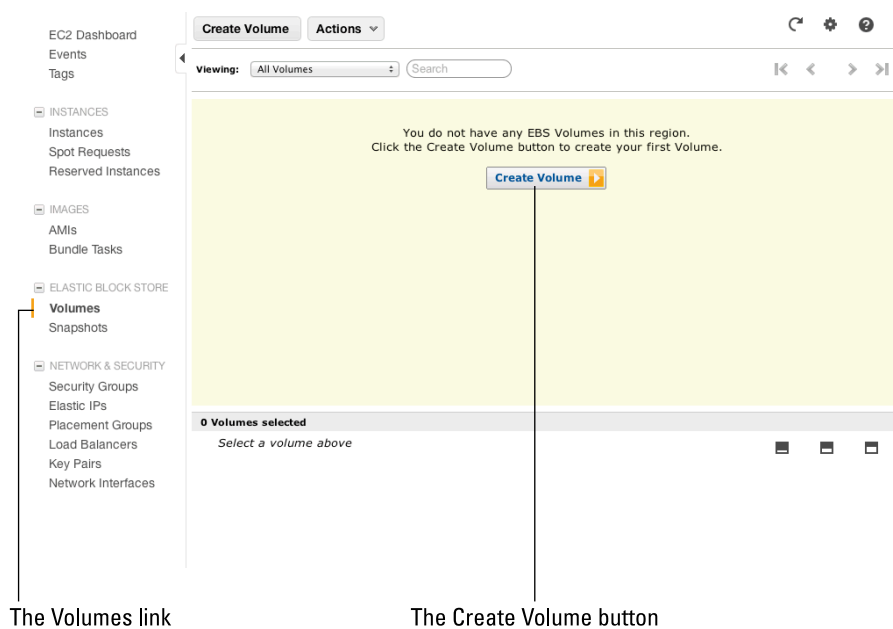 EC2 Dashboard
Events
Tags
INSTANCES
Instances
Spot Requests
Reserved Instances
IMAGES
AMIs
Bundle Tasks
ELASTIC BLOCK STORE
Volumes
Snapshots
NETWORK & SECURITY
Security Groups
Elastic IPs
Placement Groups
Load Balancers
Key Pairs
Network Interfaces
Create Volume Actions
Viewing: All Volumes Search
You do not have any EBS Volumes in this region.
Click the Create Volume button to create your first Volume.
Create Volume
0 Volumes selected
Select a volume above
The Volumes link
The Create Volume button